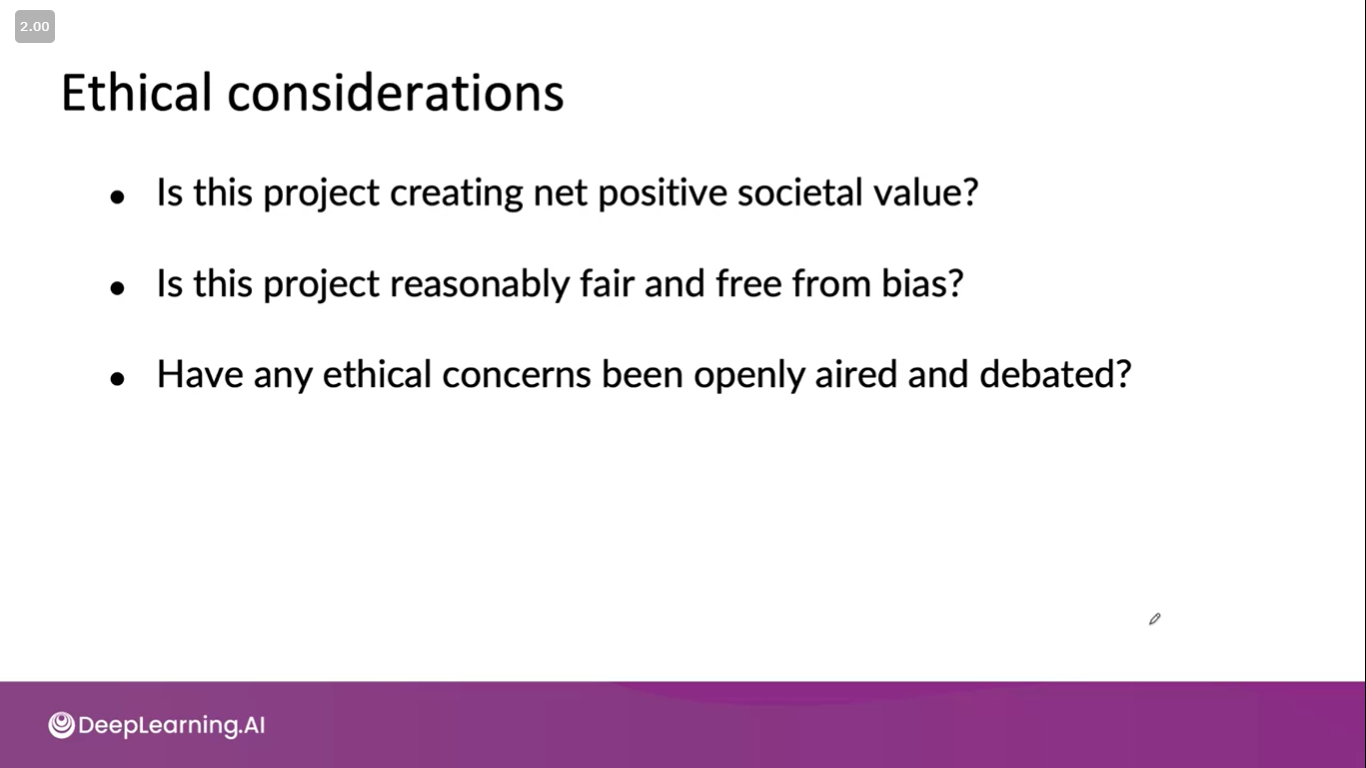 2.00
Ethical considerations
• Is this project creating net positive societal value?
• Is this project reasonably fair and free from bias?
• Have any ethical concerns been openly aired and debated?
DeepLearning.AI